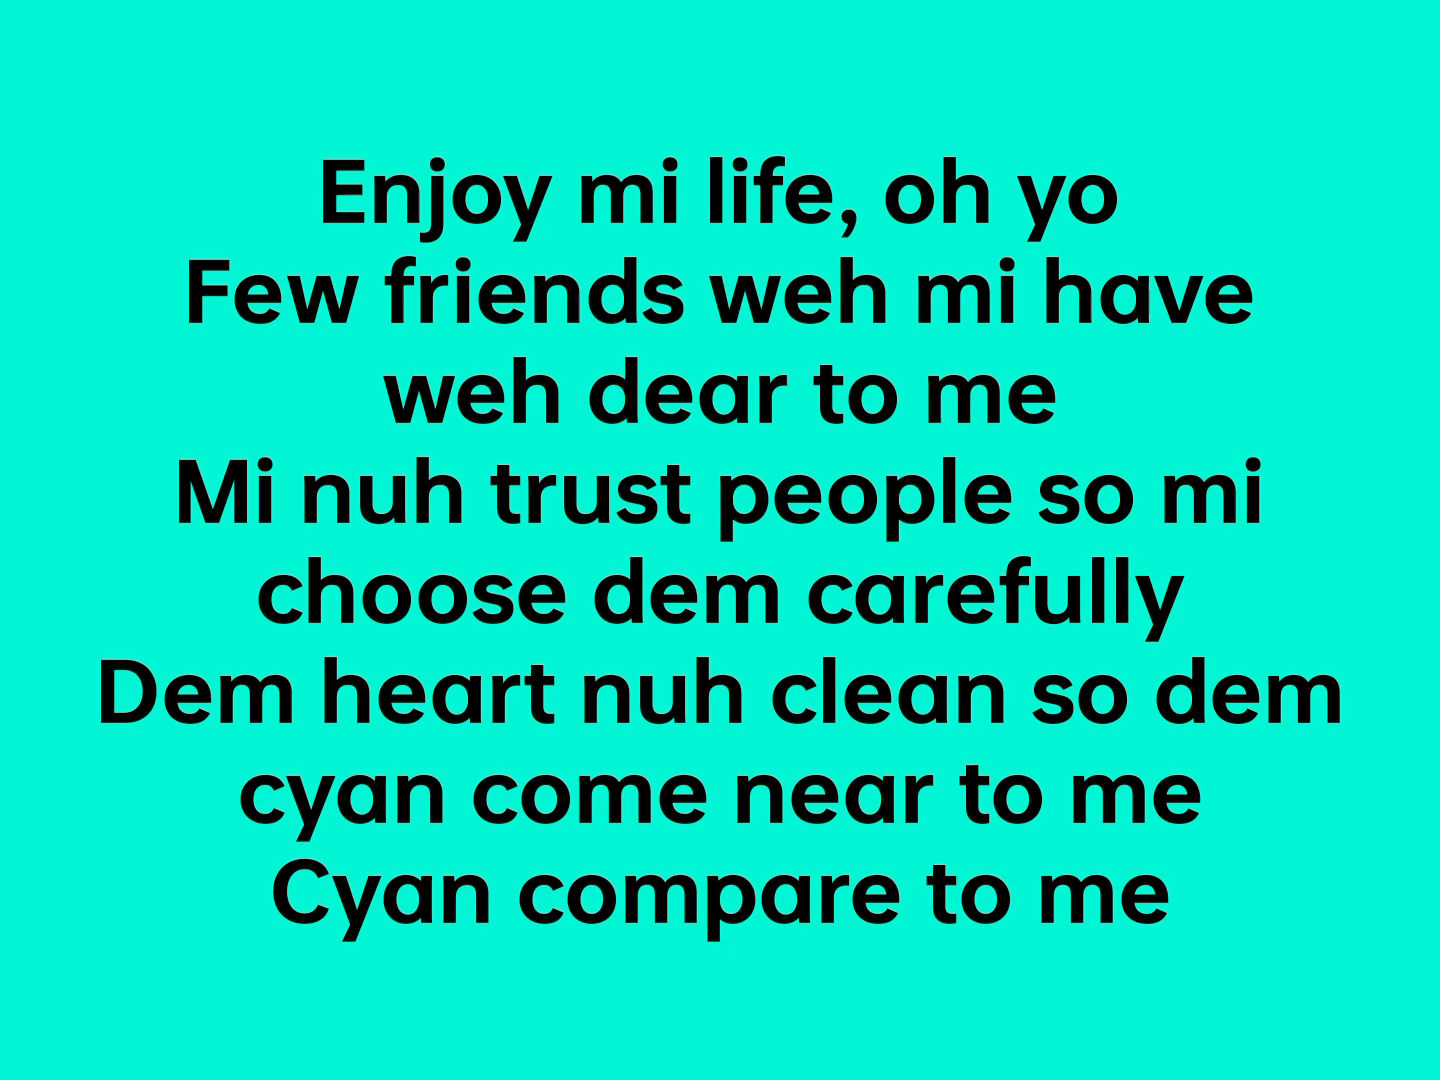 Enjoy mi life, oh yo
Few friends weh mi have
weh dear to me
Mi nuh trust people so mi
choose dem carefully
Dem heart nuh clean so dem
cyan come near to me
Cyan compare to me